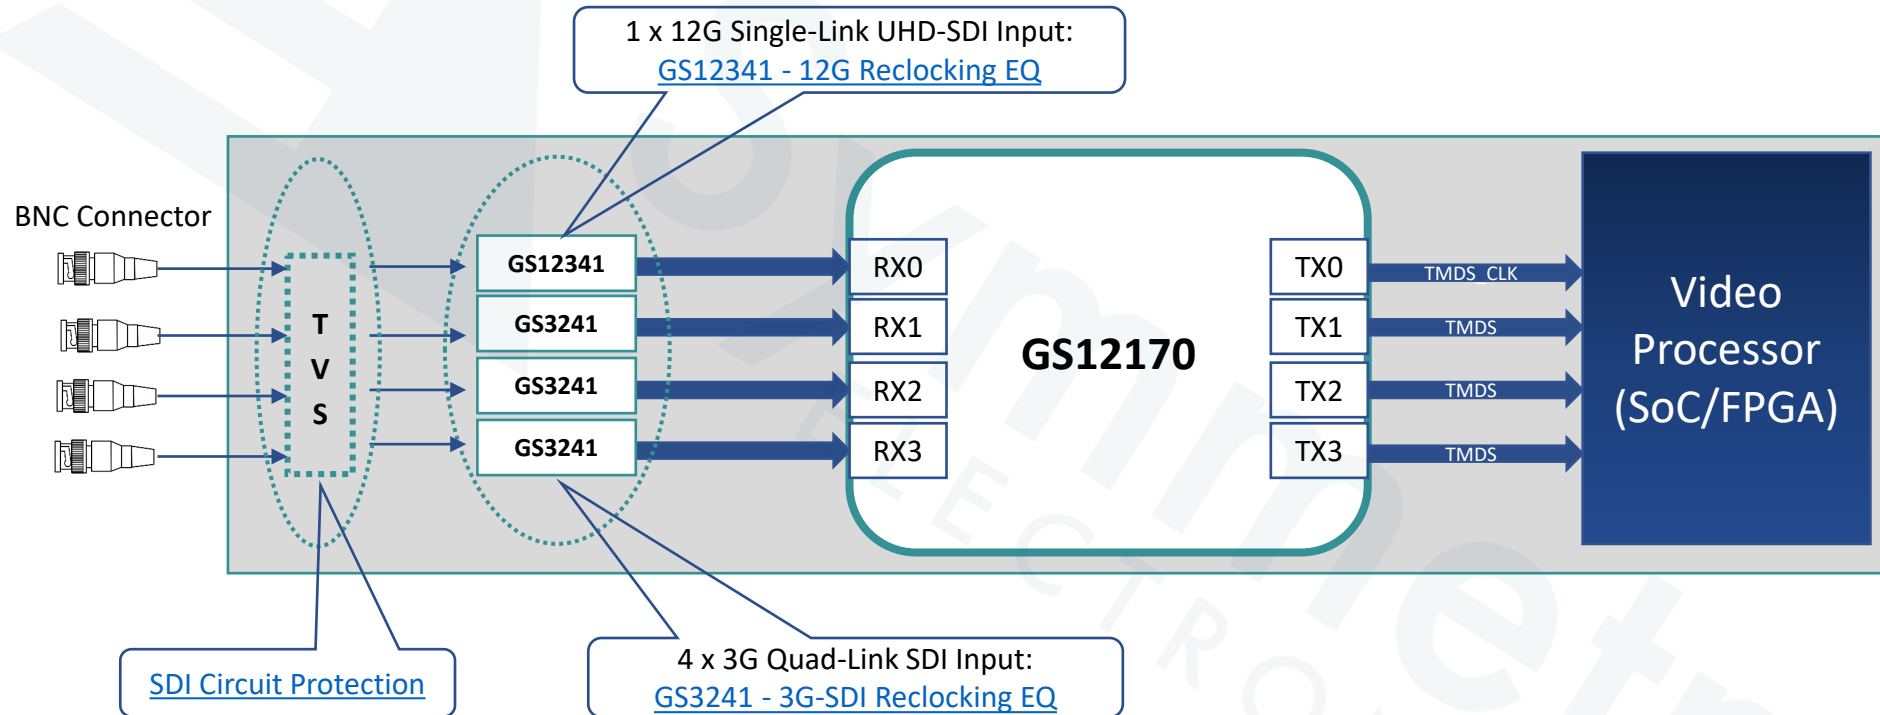 1 x 12G Single-Link UHD-SDI Input:
GS12341 - 12G Reclocking EQ
BNC Connector
T
V
S
GS12341
GS3241
GS3241
GS3241
RX0
RX1
RX2
RX3
GS12170
TX0
TX1
TX2
TX3
TMDS_CLK
TMDS
TMDS
TMDS
Video
Processor
(SoC/FPGA)
SDI Circuit Protection
4 x 3G Quad-Link SDI Input:
GS3241 - 3G-SDI Reclocking EQ